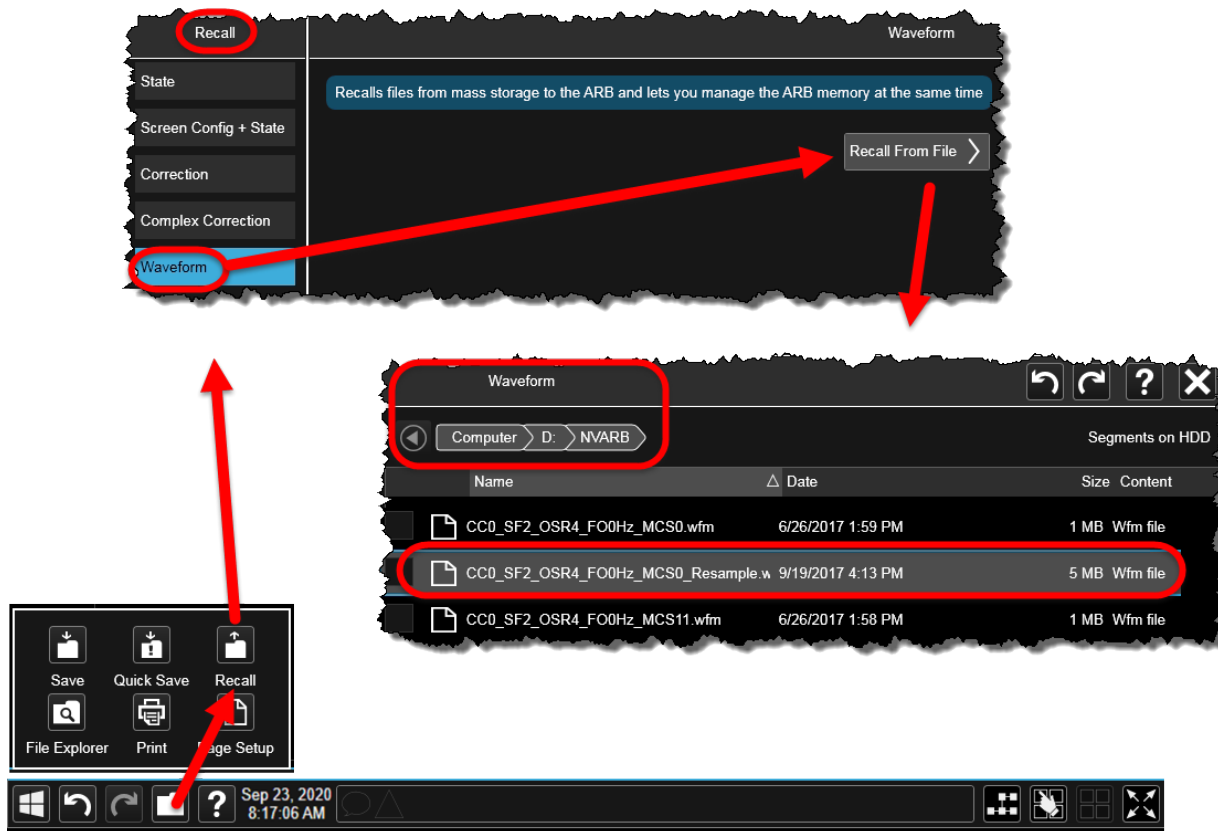 Recall
Waveform
State
Recalls files from mass storage to the ARB and lets you manage the ARB memory at the same time
Screen Config + State
Recall From File
Correction
Complex Correction
Waveform
Waveform
?
Computer D: NVARB
Segments on HDD
Name Date Size Content
CC0_SF2_OSR4_FO0Hz_MCS0.wfm 6/26/2017 1:59 PM 1 MB Wfm file
CC0_SF2_OSR4_FO0Hz_MCS0_Resample.w 9/19/2017 4:13 PM 5 MB Wfm file
CC0_SF2_OSR4_FO0Hz_MCS11.wfm 6/26/2017 1:58 PM 1 MB Wfm file
Save Quick Save Recall
File Explorer Print Page Setup
? Sep 23, 2020
8:17:06 AM